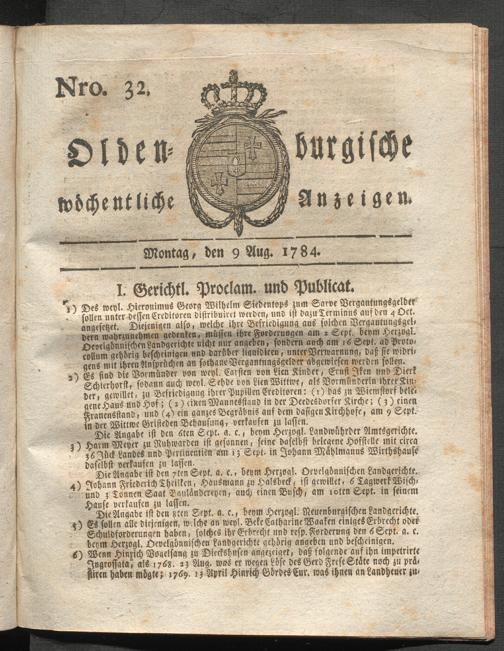 Nro. 32.
Olden- burgische
wöchentliche Anzeigen.
Montag, den 9 Aug. 1784.
I. Gerichtl. Proclam. und Publicat.
1) Des weyl. Hieronimus Georg Wilhelm Siedentops zum Sarve Vergantungsgelder
sollen unter dessen Creditoren distribuiret werden, und ist dazu Terminus auf den 4 Oct.
angesetzt. Diejenigen also, welche ihre Befriedigung aus solchen Vergantungsgel-
dern wahrzunehmen gedenken, müssen ihre Forderungen am 2 Sept. beym Herzogl.
Ovelgönnischen Landgerichte nicht nur angeben, sondern auch am 16 Sept. ad Proto-
collum gehörig bescheinigen und darüber liquidiren, unter Verwarnung, daß sie widri-
gens mit ihren Ansprüchen an sothane Vergantungsgelder abgewiesen werden sollen.
2) Es sind die Vormünder von weyl. Carsten von Lien Kinder, Ernst Iken und Dierk
Schierhorst, sodann auch weyl. Sehde von Lien Wittwe, als Vormünderin ihrer Kin-
der, gewillet, zu Befriedigung ihrer Pupillen Creditoren: (1) das zu Wiemstorf bele-
gene Haus und Hof; (2) einen Mannesstand in der Deedesdorfer Kirche; (3) einen
Frauensstand, und (4) ein ganzes Begräbnis auf dem dasigen Kirchhofe, am 9 Sept.
in der Wittwe Gristeden Behausung, verkaufen zu lassen.
Die Angabe ist den 6ten Sept. a. c., beym Herzogl. Landwührder Amtsgerichte.
3) Harm Meyer zu Ruhwarden ist gesonnen, seine daselbst belegene Hofstelle mit circa
36 Jück Landes und Pertinentien am 13 Sept. in Johann Mählmanns Wirthshause
daselbst verkaufen zu lassen.
Die Angabe ist den 7ten Sept. a. c., beym Herzogl. Ovelgönnischen Landgerichte.
4) Johann Friederich Theilken, Hausmann zu Halsbeck, ist gewillet, 6 Tagwerk Wisch-
und 3 Tonnen Saat Bauländereyen, auch einen Busch, am 10ten Sept. in seinem
Hause verkaufen zu lassen.
Die Angabe ist den 8ten Sept. a. c., beym Herzogl. Neuenburgischen Landgerichte.
5) Es sollen alle diejenigen, welche an weyl. Beke Catharine Waaken einiges Erbrecht oder
Schuldforderungen haben, solches ihr Erbrecht und resp. Forderung den 6 Sept. a. c.
beym Herzogl. Ovelgönnischen Landgerichte gehörig angeben und bescheinigen.
6) Wenn Hinrich Vogelsang zu Dieckshusen angezeiget, daß folgende auf ihn impetrirte
Ingrossata, als 1768. 23 Aug. was er wegen Löse des Gerd Frese Stäte noch zu prä-
stiren haben mögte; 1769. 13 April Hinrich Gördes Cur. was ihnen an Landheuer zu-